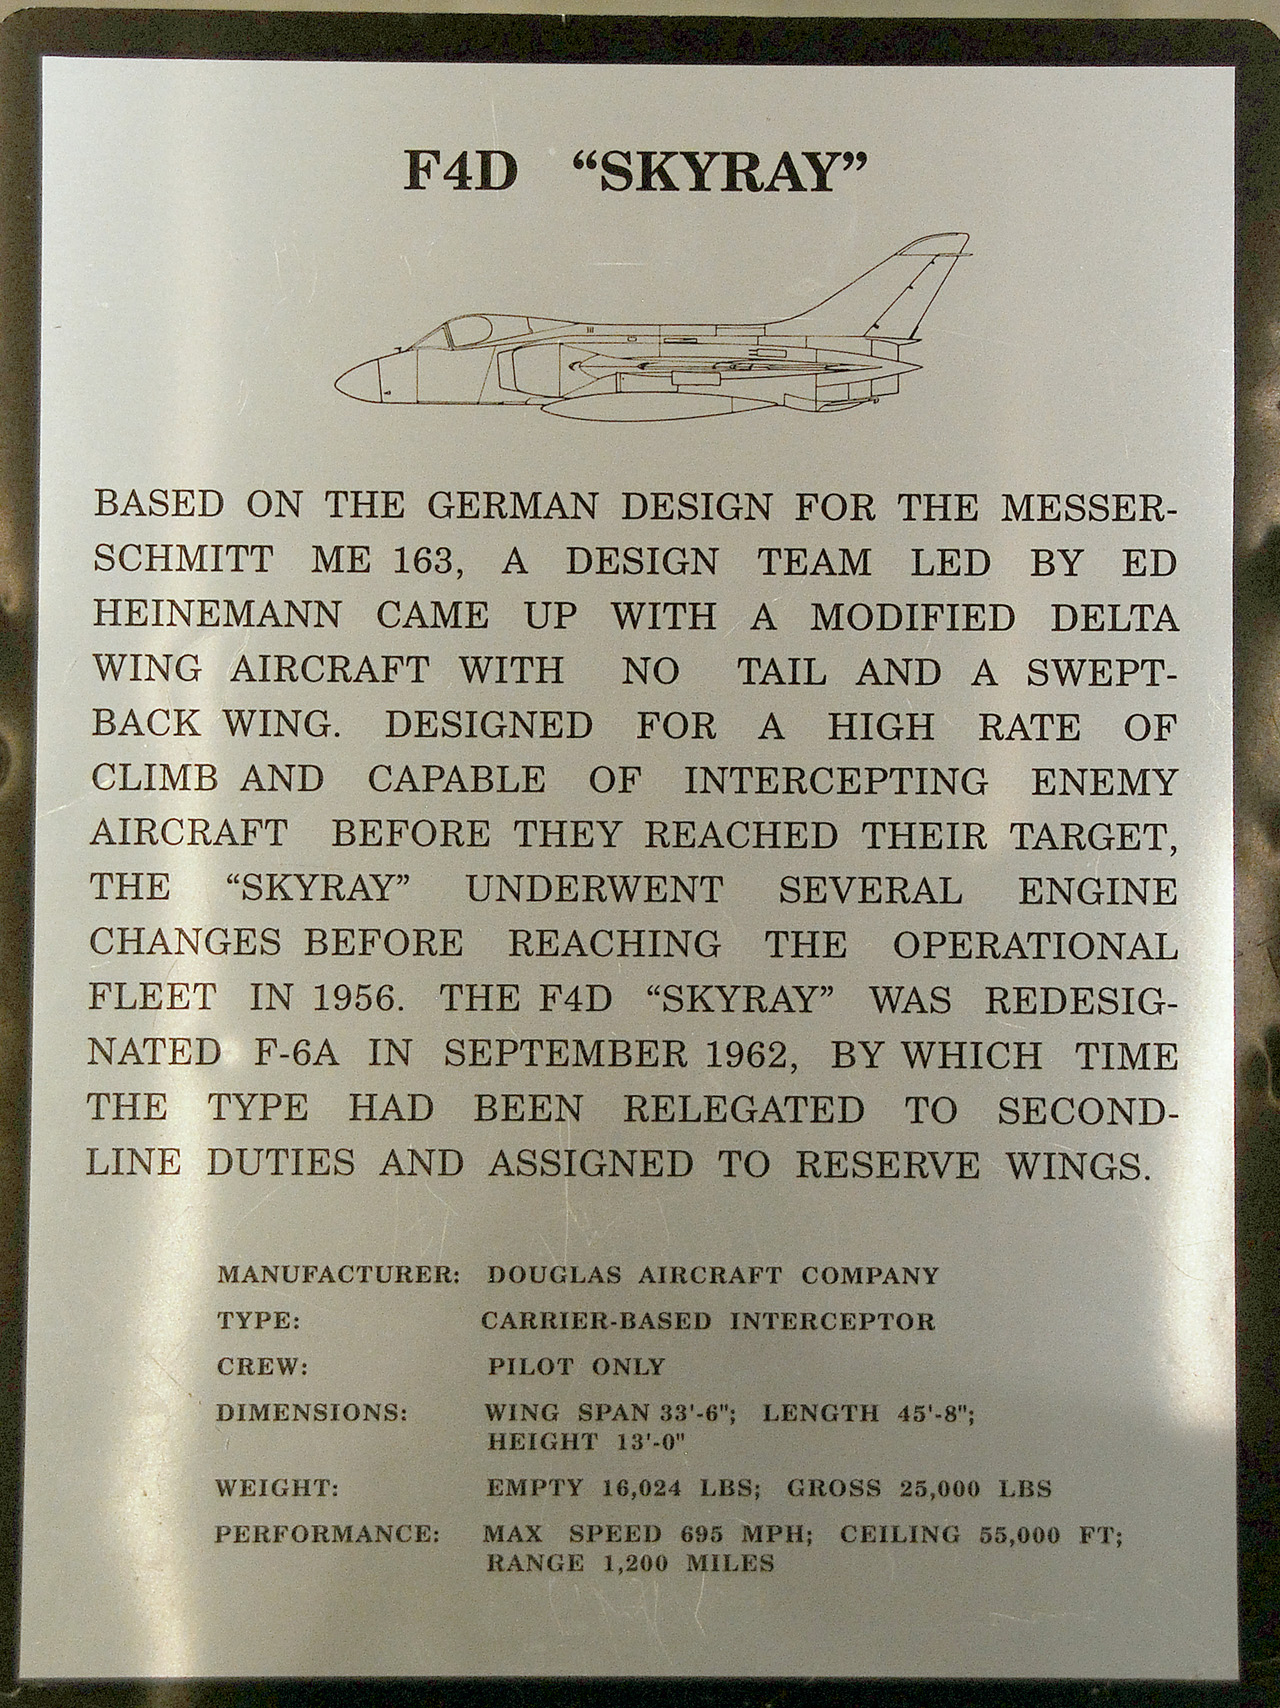 F4D "SKYRAY"
BASED ON THE GERMAN DESIGN FOR THE MESSER-
SCHMITT ME 163, A DESIGN TEAM LED BY ED
HEINEMANN CAME UP WITH A MODIFIED DELTA
WING AIRCRAFT WITH NO TAIL AND A SWEPT-
BACK WING. DESIGNED FOR A HIGH RATE OF
CLIMB AND CAPABLE OF INTERCEPTING ENEMY
AIRCRAFT BEFORE THEY REACHED THEIR TARGET,
THE "SKYRAY" UNDERWENT SEVERAL ENGINE
CHANGES BEFORE REACHING THE OPERATIONAL
FLEET IN 1956. THE F4D "SKYRAY" WAS REDESIG-
NATED F-6A IN SEPTEMBER 1962, BY WHICH TIME
THE TYPE HAD BEEN RELEGATED TO SECOND-
LINE DUTIES AND ASSIGNED TO RESERVE WINGS.
MANUFACTURER: DOUGLAS AIRCRAFT COMPANY
TYPE: CARRIER-BASED INTERCEPTOR
CREW: PILOT ONLY
DIMENSIONS: WING SPAN 33'-6"; LENGTH 45'-8";
HEIGHT 13'-0"
WEIGHT: EMPTY 16,024 LBS; GROSS 25,000 LBS
PERFORMANCE: MAX SPEED 695 MPH; CEILING 55,000 FT;
RANGE 1,200 MILES